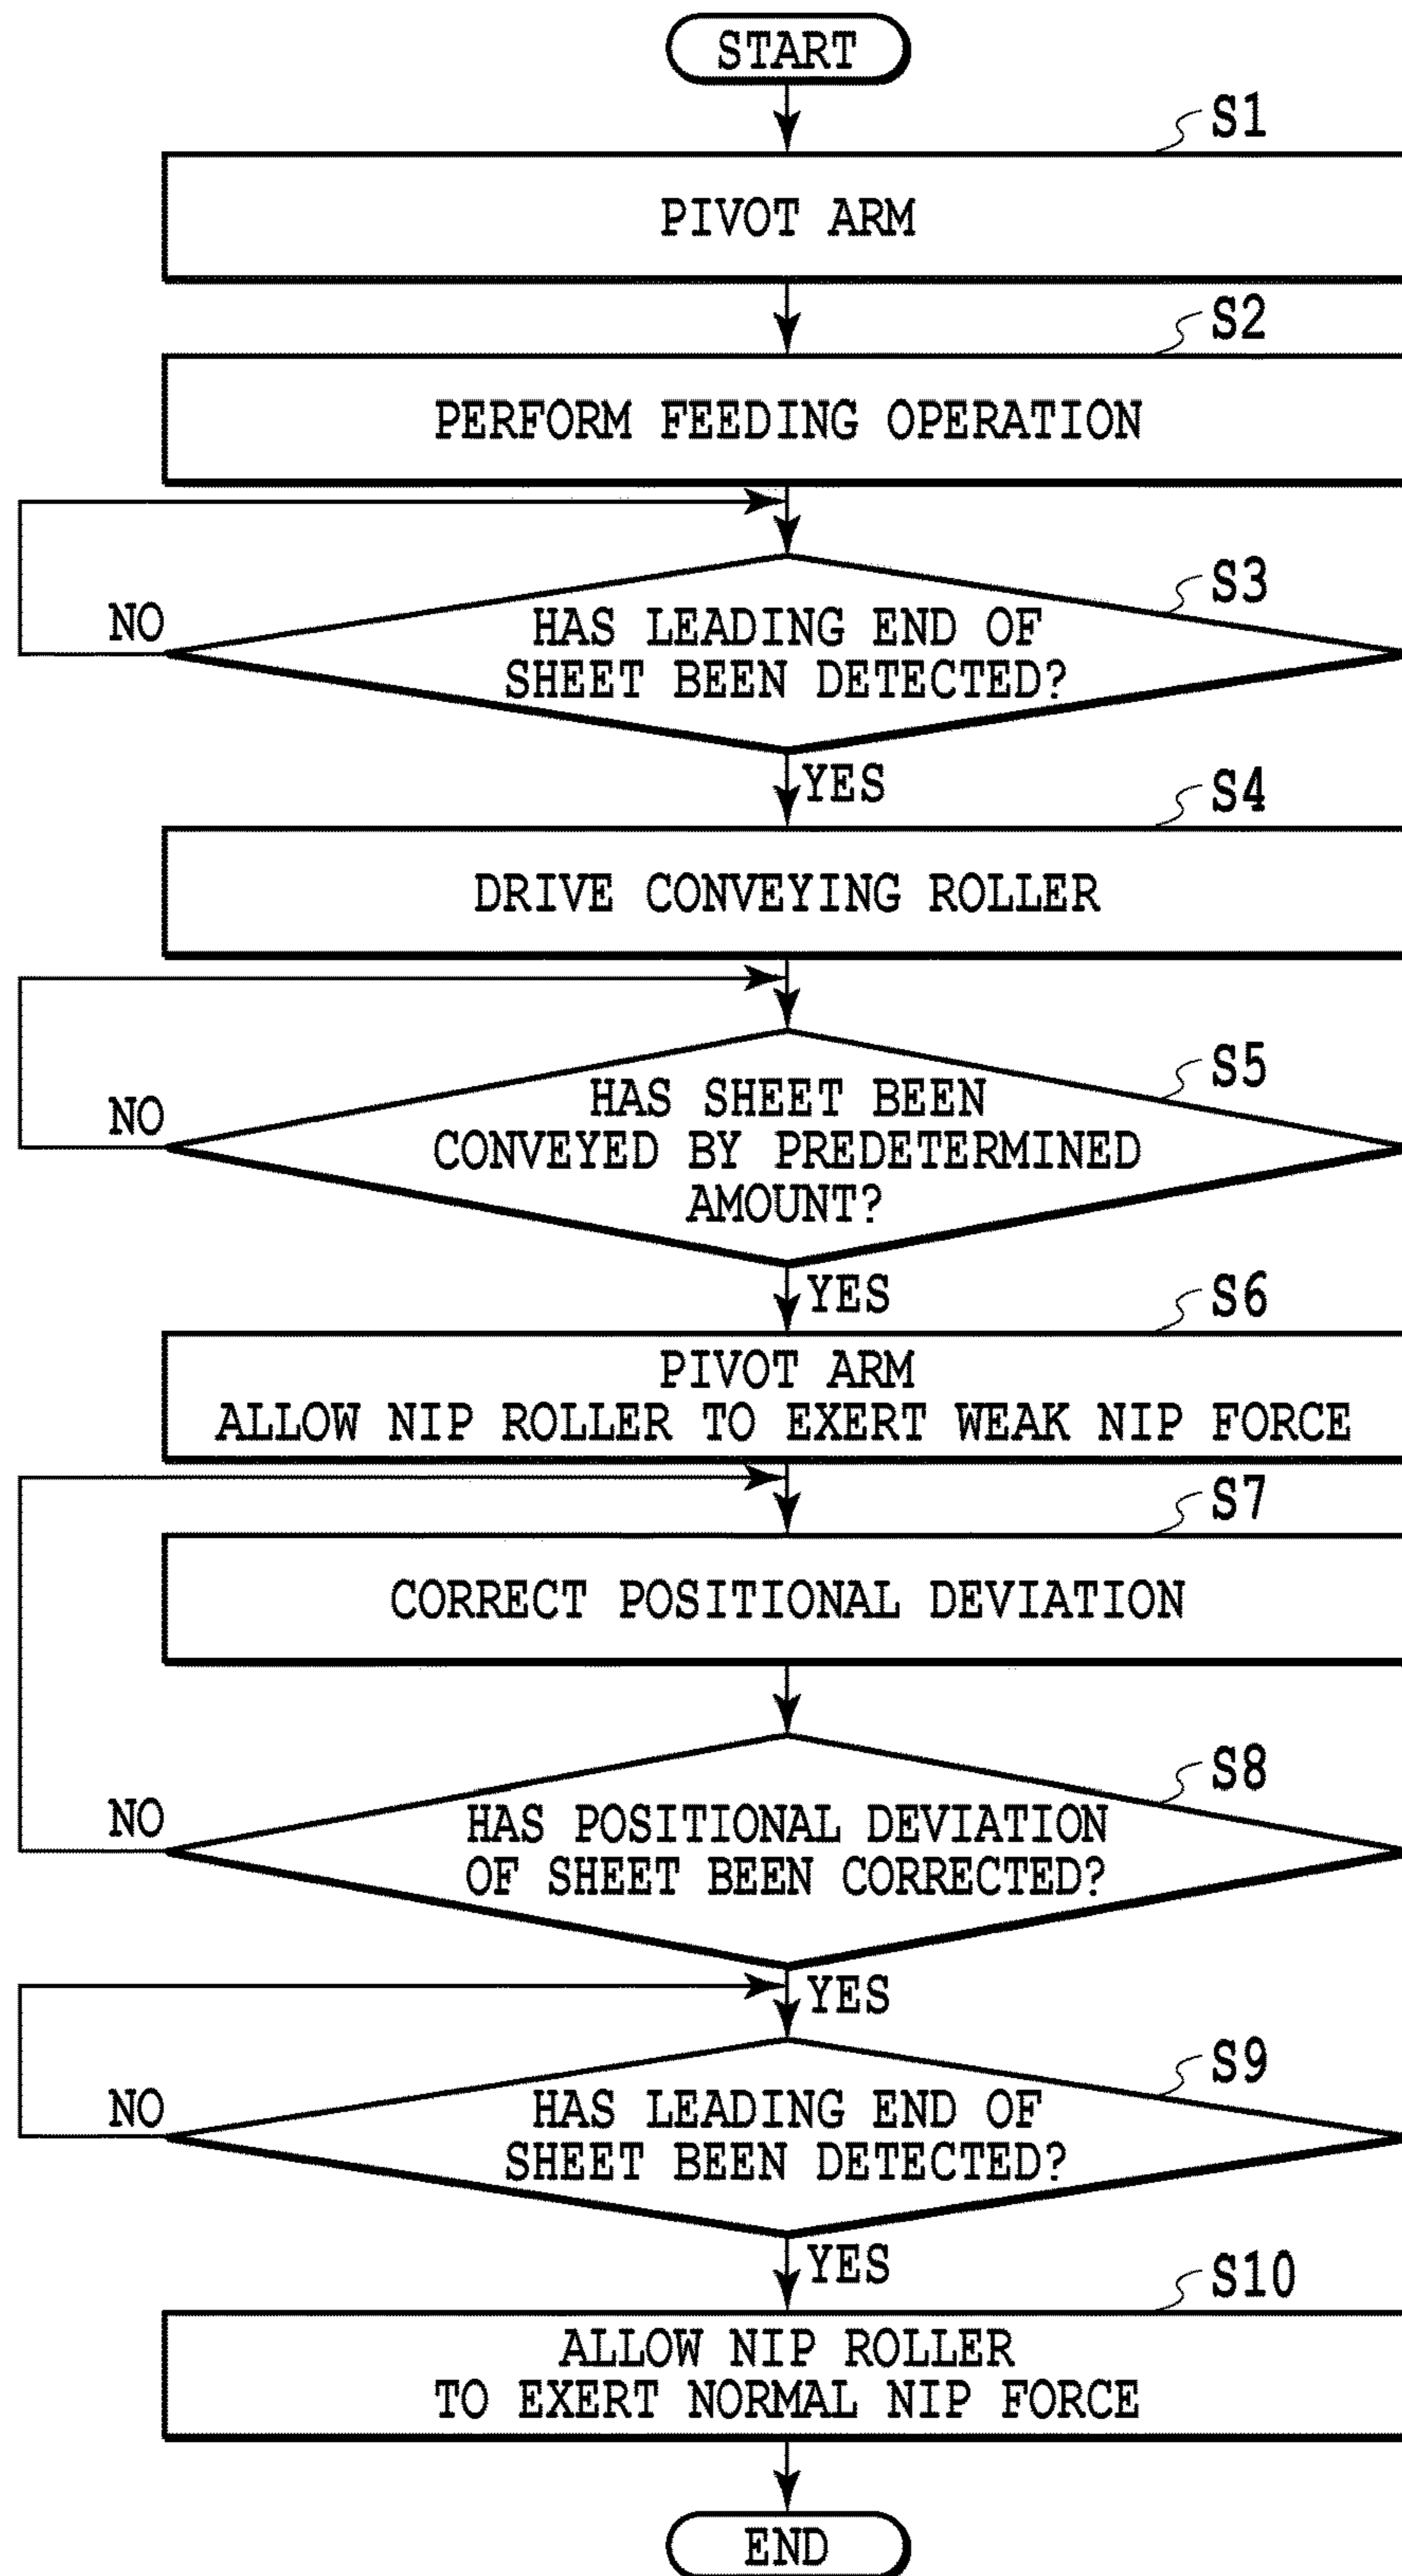 START
S1
PIVOT ARM
S2
PERFORM FEEDING OPERATION
S3
HAS LEADING END OF
SHEET BEEN DETECTED?
NO
YES
S4
DRIVE CONVEYING ROLLER
S5
HAS SHEET BEEN
CONVEYED BY PREDETERMINED
AMOUNT?
NO
YES
S6
PIVOT ARM
ALLOW NIP ROLLER TO EXERT WEAK NIP FORCE
S7
CORRECT POSITIONAL DEVIATION
S8
HAS POSITIONAL DEVIATION
OF SHEET BEEN CORRECTED?
NO
YES
S9
HAS LEADING END OF
SHEET BEEN DETECTED?
NO
YES
S10
ALLOW NIP ROLLER
TO EXERT NORMAL NIP FORCE
END